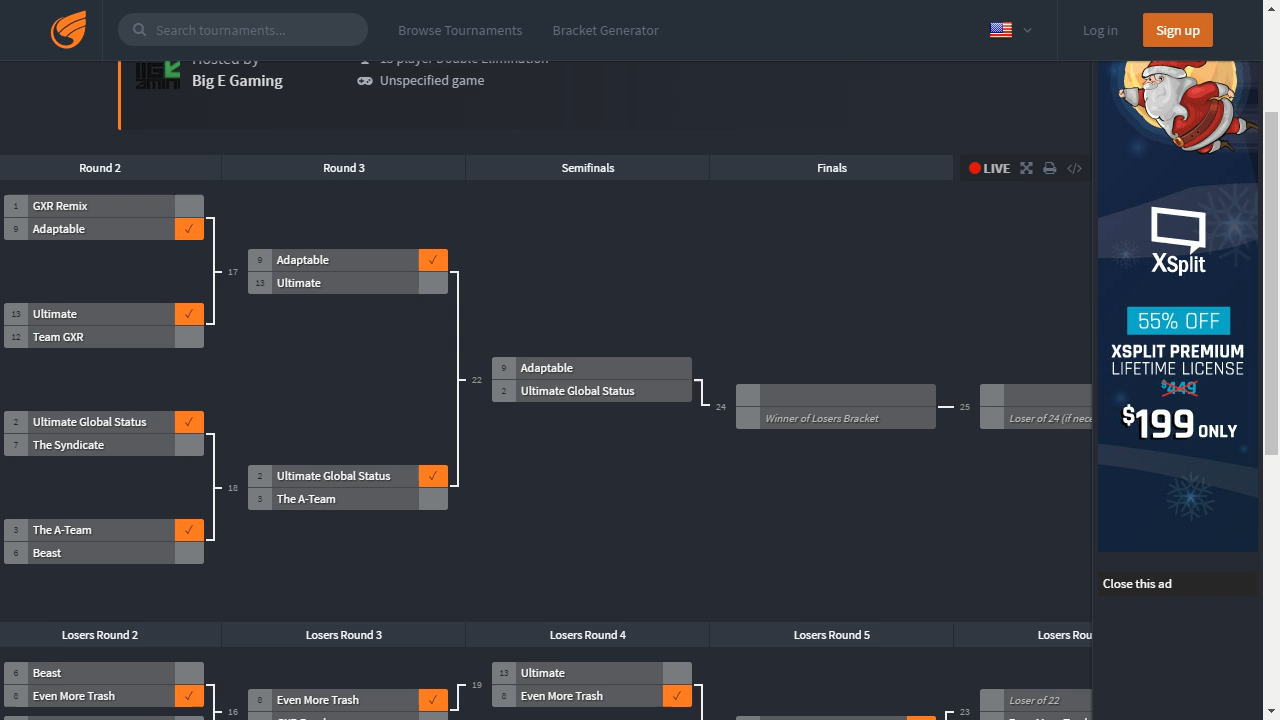 Search tournaments...
Browse Tournaments
Bracket Generator
Log in
Sign up
Hosted by
Big E Gaming
13 player Double Elimination
Unspecified game
Round 2
Round 3
Semifinals
Finals
LIVE
1 GXR Remix
9 Adaptable ✓
13 Ultimate ✓
12 Team GXR
2 Ultimate Global Status ✓
7 The Syndicate
3 The A-Team ✓
6 Beast
17
18
9 Adaptable ✓
13 Ultimate
2 Ultimate Global Status ✓
3 The A-Team
22
9 Adaptable
2 Ultimate Global Status
24
Winner of Losers Bracket
25
Loser of 24 (if nece
XSplit
55% OFF
XSPLIT PREMIUM
LIFETIME LICENSE
$449
$199 ONLY
Close this ad
Losers Round 2
Losers Round 3
Losers Round 4
Losers Round 5
Losers Rou
6 Beast
8 Even More Trash ✓
16
8 Even More Trash ✓
19
13 Ultimate
8 Even More Trash ✓
23
Loser of 22